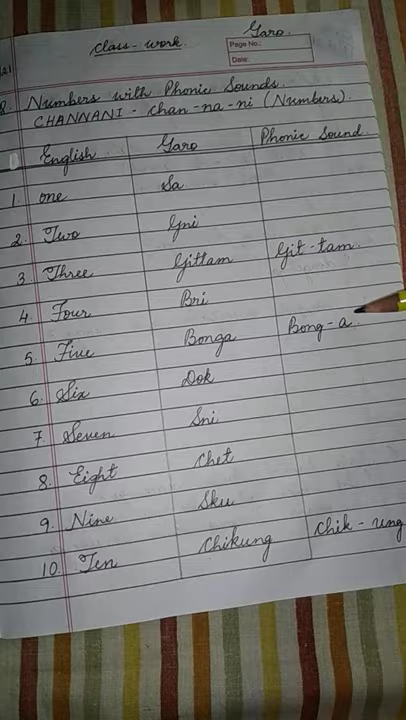 Garo.
class-work
Page No.:
Date:
Numbers with Phonic Sounds.
CHANNANI - chan-na-ni (Numbers).
English Garo Phonic Sound.
1. one Sa
2. Two Gni
3. Three Gittam Git-tam.
4. Four Bri
5. Five Bonga Bong-a.
6. Six Dok
7. Seven Sni
8. Eight Chet
9. Nine Sku
10. Ten Chikung Chik-ung